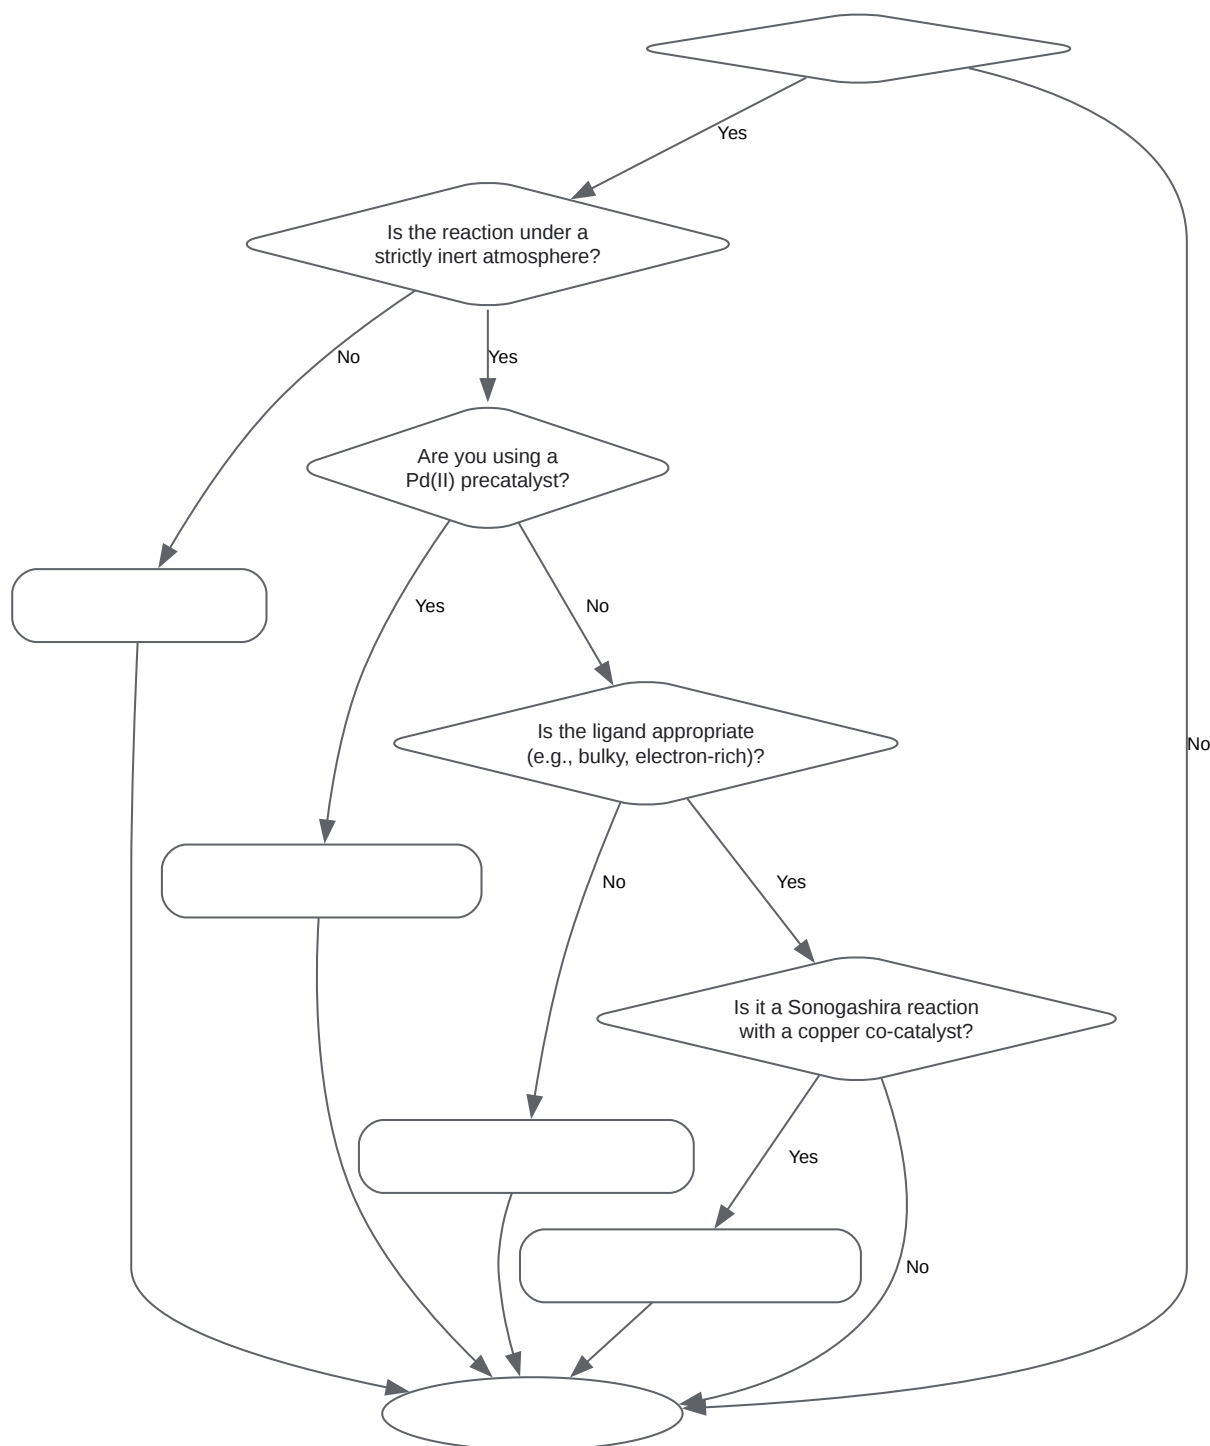 Yes
Is the reaction under a
strictly inert atmosphere?
No
Yes
Are you using a
Pd(II) precatalyst?
Yes
No
Is the ligand appropriate
(e.g., bulky, electron-rich)?
No
No
Yes
Is it a Sonogashira reaction
with a copper co-catalyst?
Yes
No